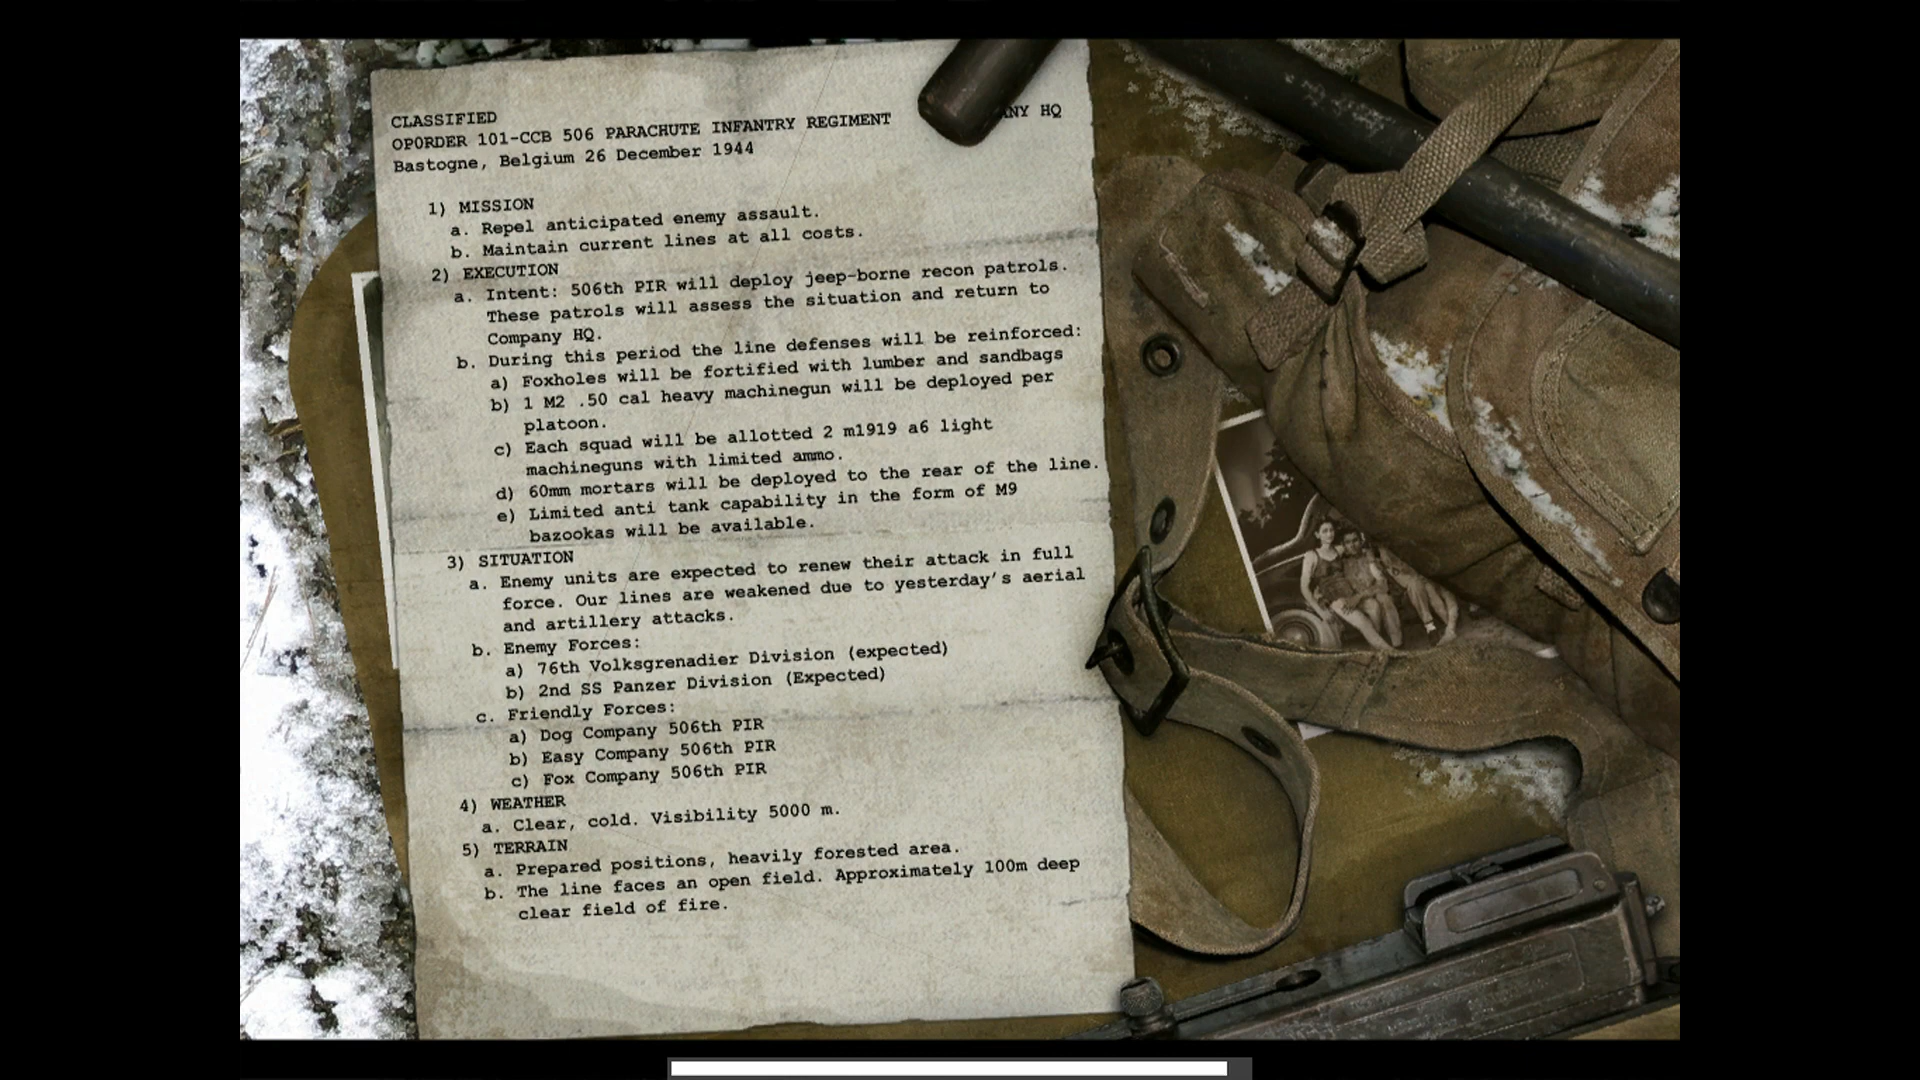 CLASSIFIED
OPORDER 101-CCB 506 PARACHUTE INFANTRY REGIMENT HQ
Bastogne, Belgium 26 December 1944
1) MISSION
a. Repel anticipated enemy assault.
b. Maintain current lines at all costs.
2) EXECUTION
a. Intent: 506th PIR will deploy jeep-borne recon patrols.
These patrols will assess the situation and return to
Company HQ.
b. During this period the line defenses will be reinforced:
a) Foxholes will be fortified with lumber and sandbags
b) 1 M2 .50 cal heavy machinegun will be deployed per
platoon.
c) Each squad will be allotted 2 m1919 a6 light
machineguns with limited ammo.
d) 60mm mortars will be deployed to the rear of the line.
e) Limited anti tank capability in the form of M9
bazookas will be available.
3) SITUATION
a. Enemy units are expected to renew their attack in full
force. Our lines are weakened due to yesterday's aerial
and artillery attacks.
b. Enemy Forces:
a) 76th Volksgrenadier Division (expected)
b) 2nd SS Panzer Division (Expected)
c. Friendly Forces:
a) Dog Company 506th PIR
b) Easy Company 506th PIR
c) Fox Company 506th PIR
4) WEATHER
a. Clear, cold. Visibility 5000 m.
5) TERRAIN
a. Prepared positions, heavily forested area.
b. The line faces an open field. Approximately 100m deep
clear field of fire.